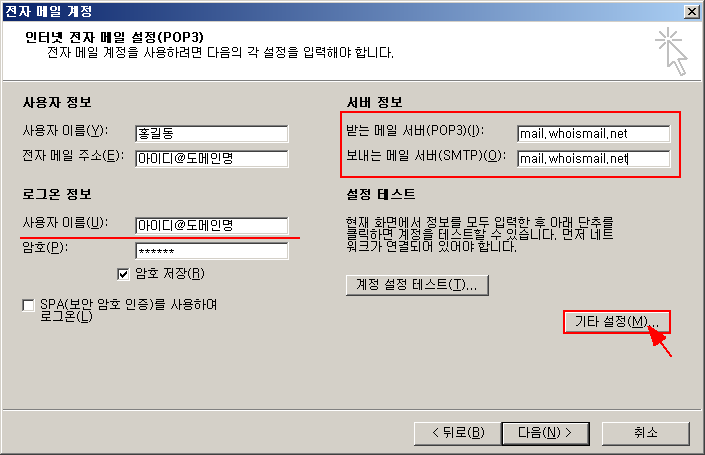 전자 메일 계정
인터넷 전자 메일 설정(POP3)
전자 메일 계정을 사용하려면 다음의 각 설정을 입력해야 합니다.
사용자 정보
사용자 이름(Y):
홍길동
전자 메일 주소(E):
아이디@도메인명
로그온 정보
사용자 이름(U):
아이디@도메인명
암호(P):
******
암호 저장(R)
SPA(보안 암호 인증)를 사용하여
로그온(L)
서버 정보
받는 메일 서버(POP3)(I):
mail.whoismail.net
보내는 메일 서버(SMTP)(O):
mail.whoismail.net
설정 테스트
현재 화면에서 정보를 모두 입력한 후 아래 단추를
클릭하면 계정을 테스트할 수 있습니다. 먼저 네트
워크가 연결되어 있어야 합니다.
계정 설정 테스트(T)...
기타 설정(M)...
< 뒤로(B)
다음(N) >
취소